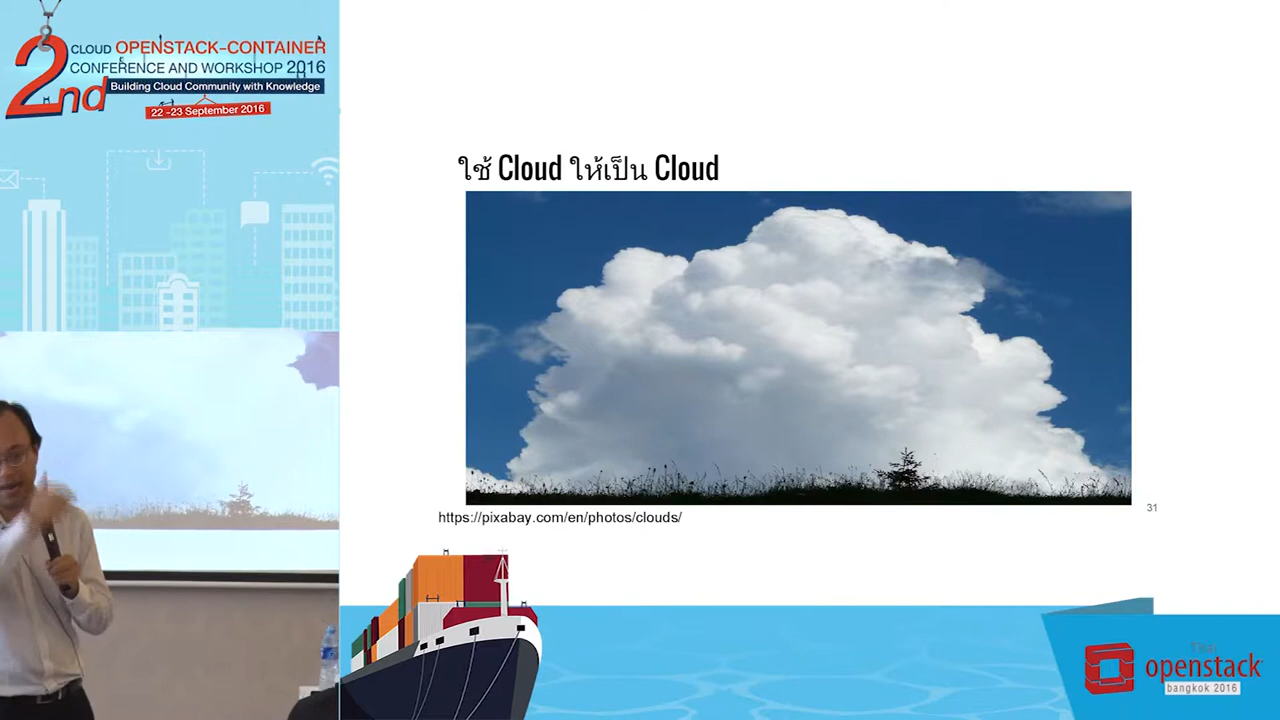 2nd
CLOUD OPENSTACK-CONTAINER
CONFERENCE AND WORKSHOP 2016
Building Cloud Community with Knowledge
22 -23 September 2016
ใช้ Cloud ให้เป็น Cloud
https://pixabay.com/en/photos/clouds/
31
Thai
openstack
bangkok 2016